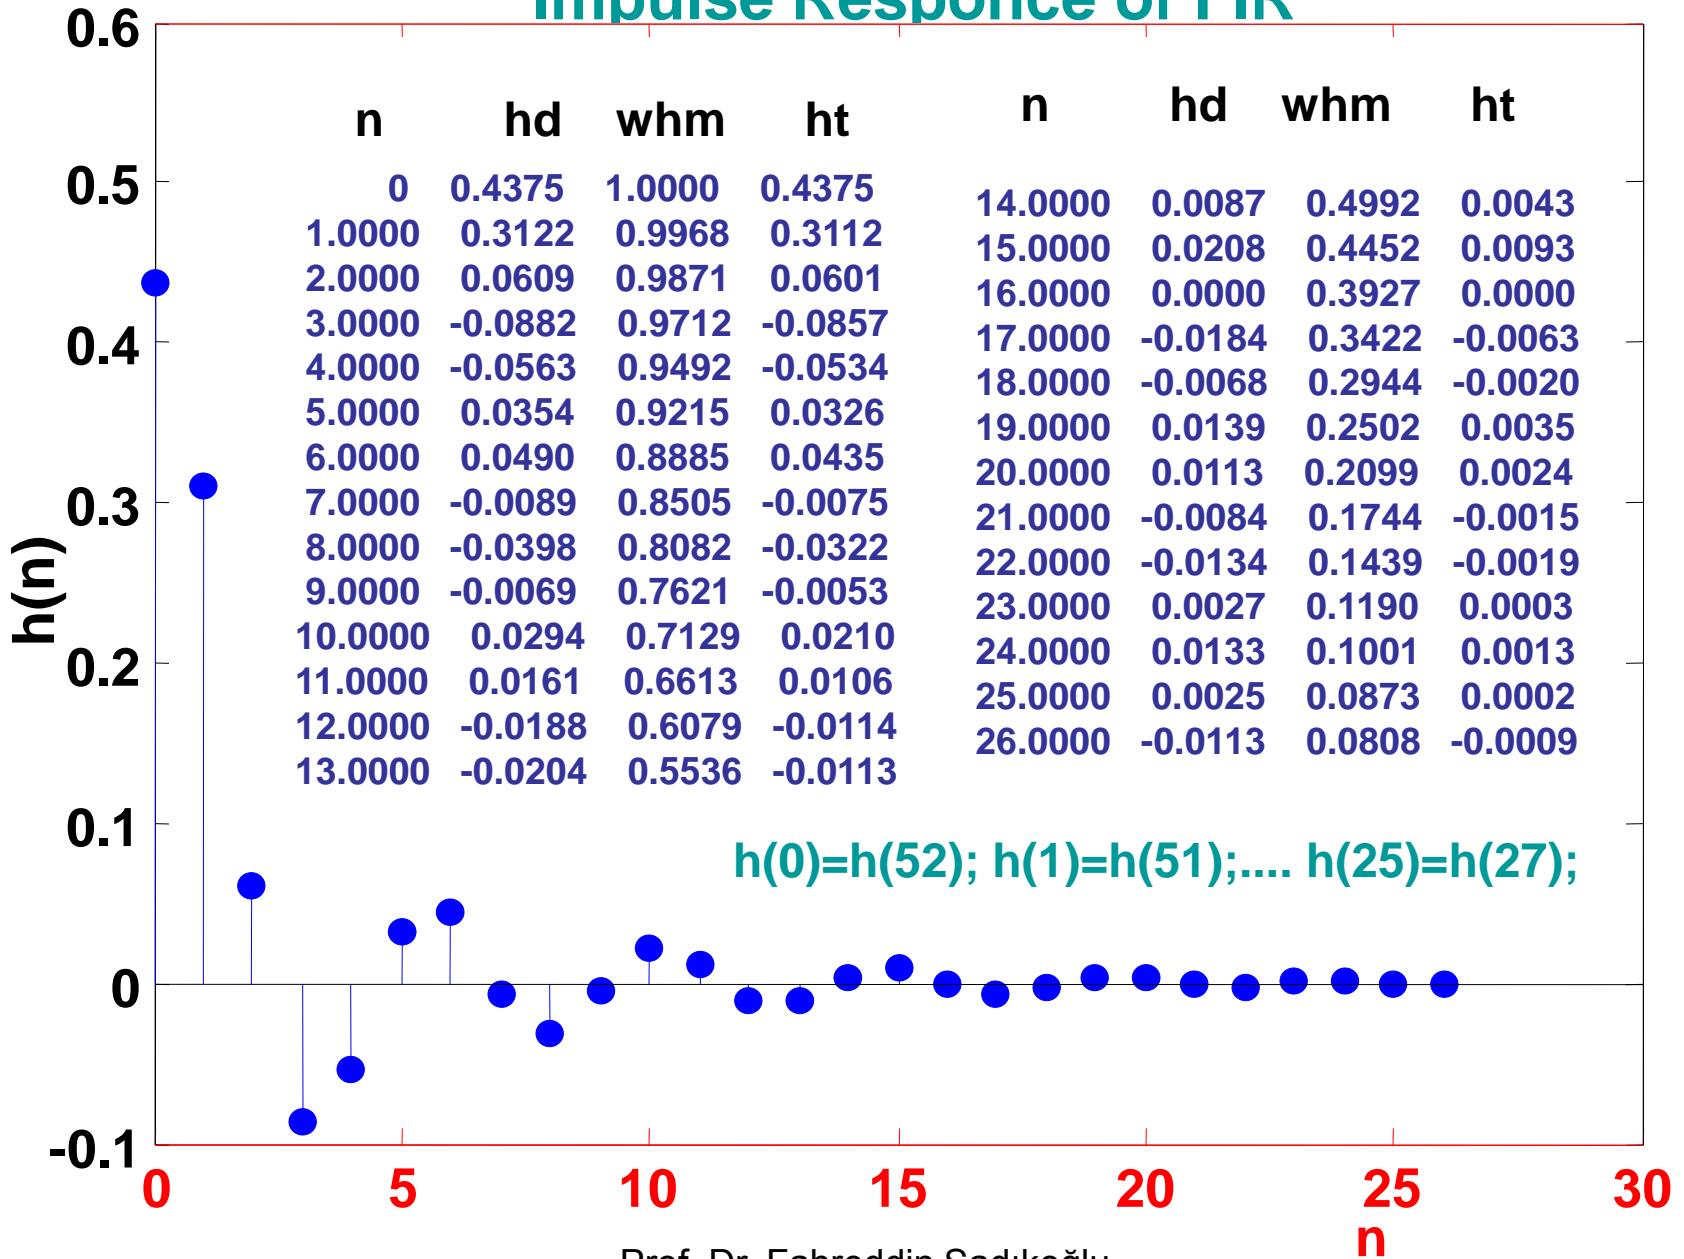 Impulse Responce of FIR
0.6
0.5
0.4
0.3
0.2
0.1
0
-0.1
h(n)
n hd whm ht
0 0.4375 1.0000 0.4375
1.0000 0.3122 0.9968 0.3112
2.0000 0.0609 0.9871 0.0601
3.0000 -0.0882 0.9712 -0.0857
4.0000 -0.0563 0.9492 -0.0534
5.0000 0.0354 0.9215 0.0326
6.0000 0.0490 0.8885 0.0435
7.0000 -0.0089 0.8505 -0.0075
8.0000 -0.0398 0.8082 -0.0322
9.0000 -0.0069 0.7621 -0.0053
10.0000 0.0294 0.7129 0.0210
11.0000 0.0161 0.6613 0.0106
12.0000 -0.0188 0.6079 -0.0114
13.0000 -0.0204 0.5536 -0.0113
n hd whm ht
14.0000 0.0087 0.4992 0.0043
15.0000 0.0208 0.4452 0.0093
16.0000 0.0000 0.3927 0.0000
17.0000 -0.0184 0.3422 -0.0063
18.0000 -0.0068 0.2944 -0.0020
19.0000 0.0139 0.2502 0.0035
20.0000 0.0113 0.2099 0.0024
21.0000 -0.0084 0.1744 -0.0015
22.0000 -0.0134 0.1439 -0.0019
23.0000 0.0027 0.1190 0.0003
24.0000 0.0133 0.1001 0.0013
25.0000 0.0025 0.0873 0.0002
26.0000 -0.0113 0.0808 -0.0009
h(0)=h(52); h(1)=h(51);.... h(25)=h(27);
0 5 10 15 20 25 30
n
Prof. Dr. Fahreddin Sadıkoğlu